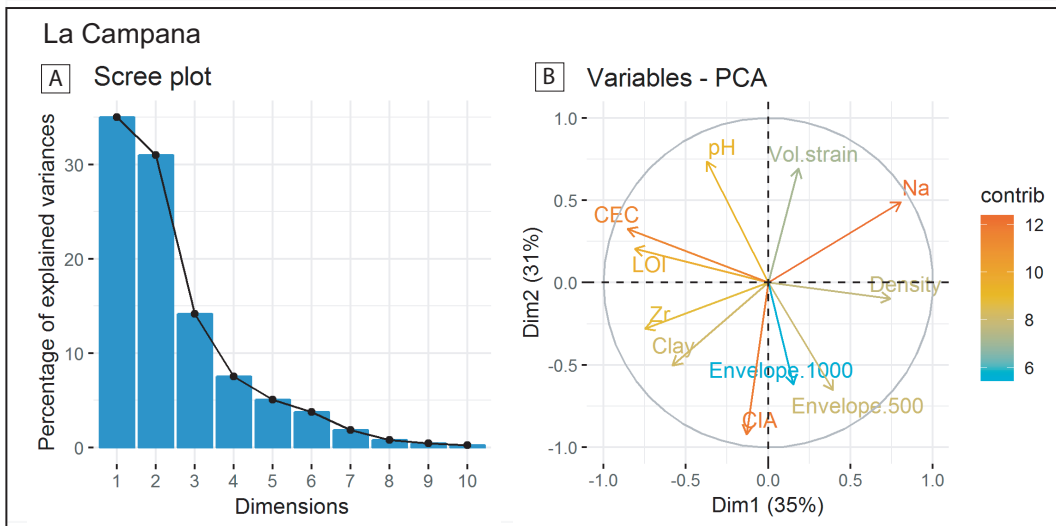 La Campana
A Scree plot
Percentage of explained variances
30
20
10
0
1 2 3 4 5 6 7 8 9 10
Dimensions
B Variables - PCA
Dim2 (31%)
1.0
0.5
0.0
-0.5
-1.0
pH
Vol.strain
Na
CEC
LOI
Density
Zr
Clay
Envelope.1000
Envelope.500
CIA
-1.0 -0.5 0.0 0.5 1.0
Dim1 (35%)
contrib
12
10
8
6